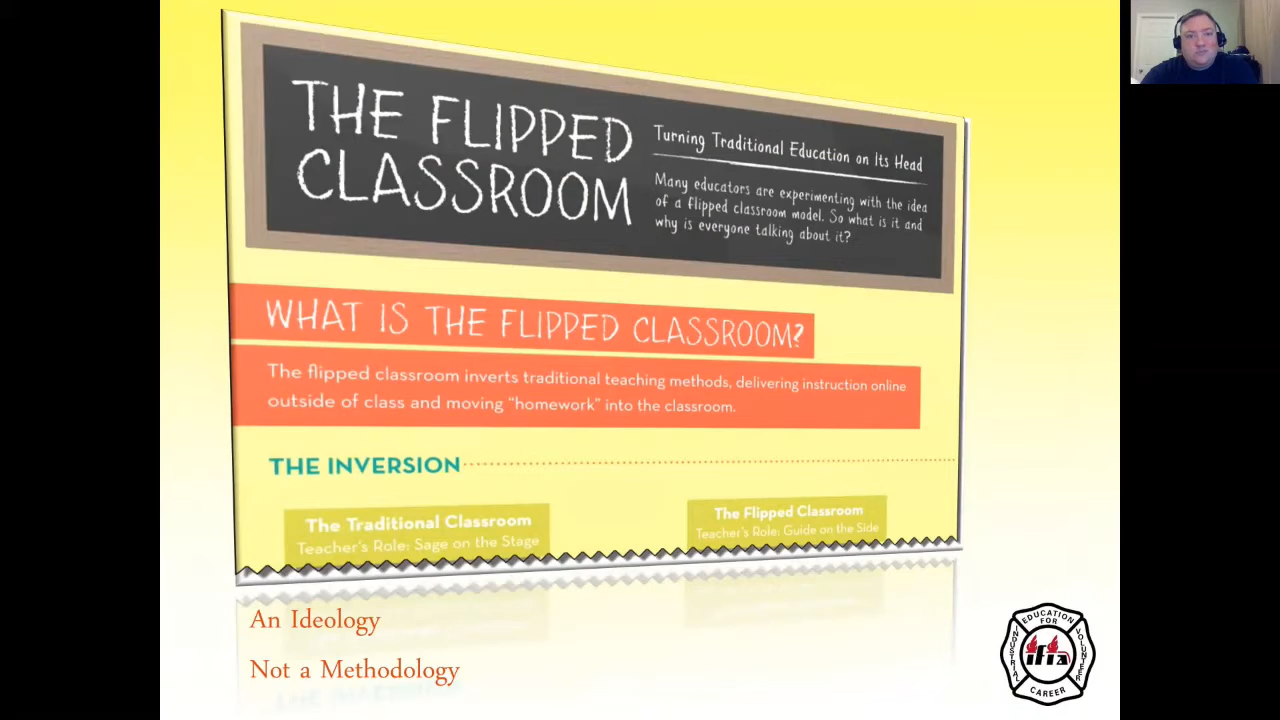 THE FLIPPED
CLASSROOM
Turning Traditional Education on Its Head
Many educators are experimenting with the idea
of a flipped classroom model. So what is it and
why is everyone talking about it?
WHAT IS THE FLIPPED CLASSROOM?
The flipped classroom inverts traditional teaching methods, delivering instruction online
outside of class and moving “homework” into the classroom.
THE INVERSION
The Traditional Classroom
Teacher's Role: Sage on the Stage
The Flipped Classroom
Teacher's Role: Guide on the Side
An Ideology
Not a Methodology
EDUCATION
FOR
INDUSTRIAL
VOLUNTEER
ifia
CAREER